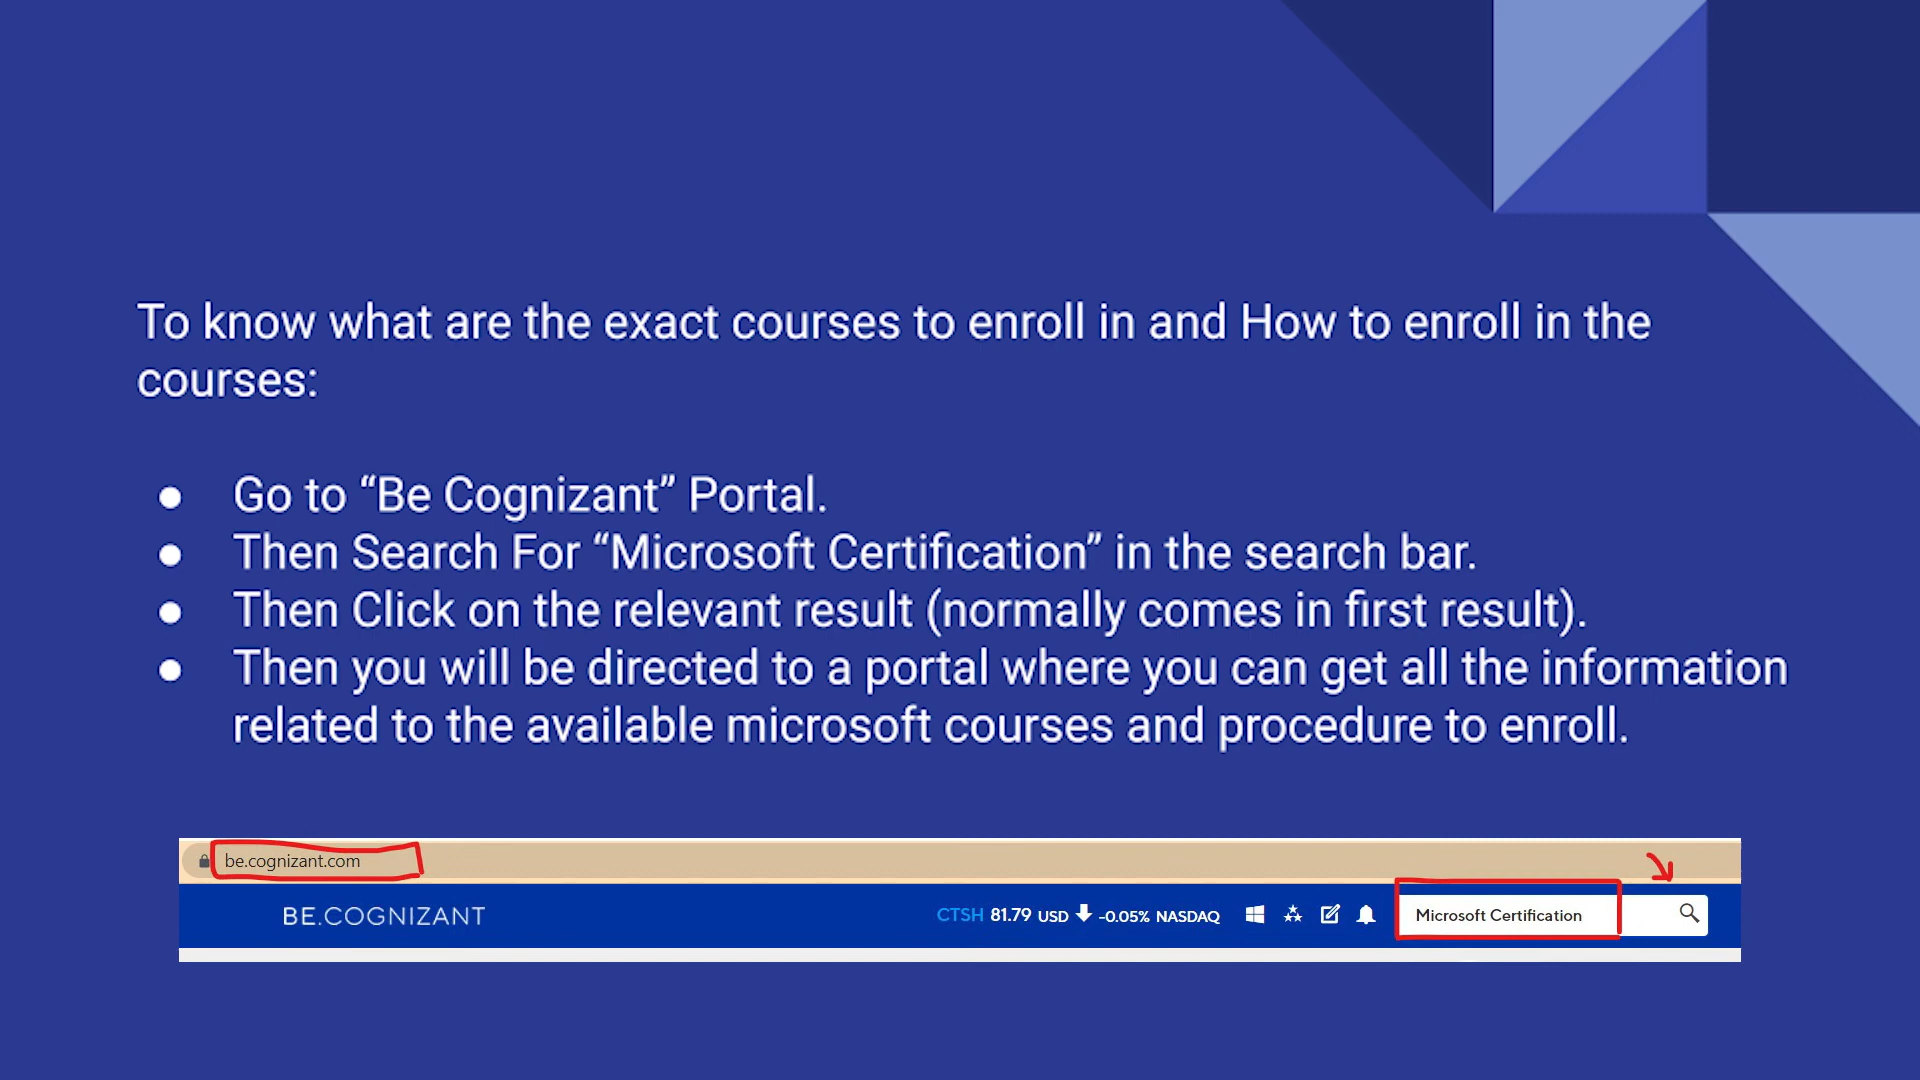 To know what are the exact courses to enroll in and How to enroll in the
courses:
● Go to “Be Cognizant” Portal.
● Then Search For “Microsoft Certification” in the search bar.
● Then Click on the relevant result (normally comes in first result).
● Then you will be directed to a portal where you can get all the information
related to the available microsoft courses and procedure to enroll.
be.cognizant.com
BE.COGNIZANT CTSH 81.79 USD -0.05% NASDAQ Microsoft Certification